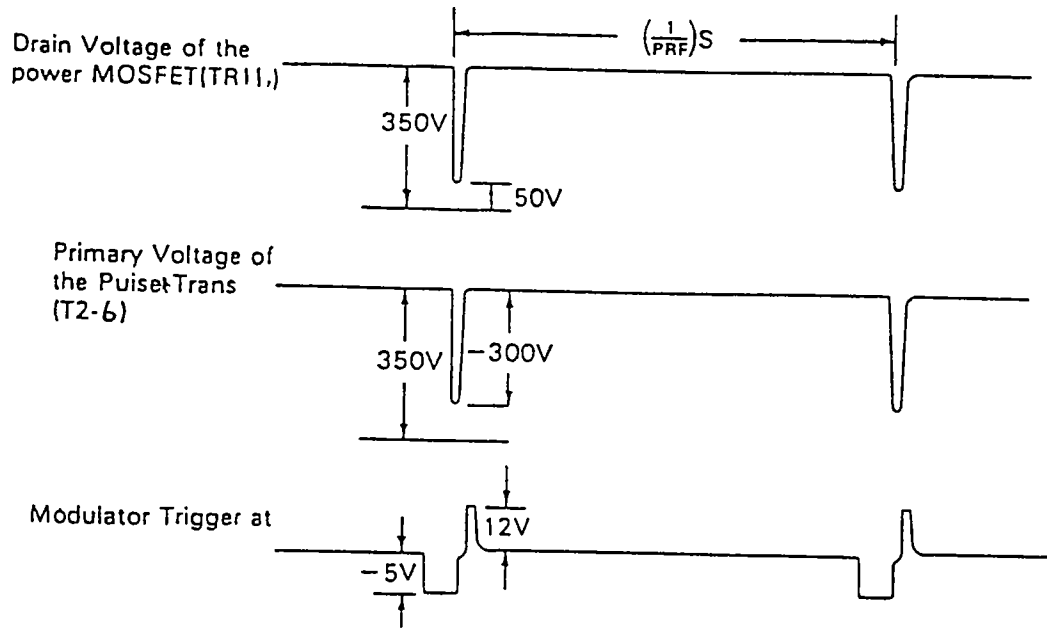 (1/PRF)S
Drain Voltage of the
power MOSFET(TR11,)
350V
50V
Primary Voltage of
the Puiset-Trans
(T2-6)
350V
-300V
Modulator Trigger at
12V
-5V